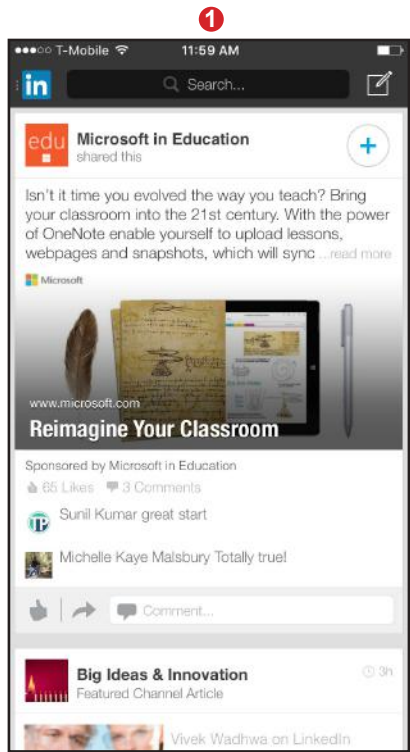 1
T-Mobile 11:59 AM
in Search...
edu Microsoft in Education
shared this
Isn't it time you evolved the way you teach? Bring
your classroom into the 21st century. With the power
of OneNote enable yourself to upload lessons,
webpages and snapshots, which will sync ...read more
Microsoft
www.microsoft.com
Reimagine Your Classroom
Sponsored by Microsoft in Education
65 Likes 3 Comments
TP Sunil Kumar great start
Michelle Kaye Malsbury Totally true!
Comment...
Big Ideas & Innovation 3h
Featured Channel Article
Vivek Wadhwa on LinkedIn